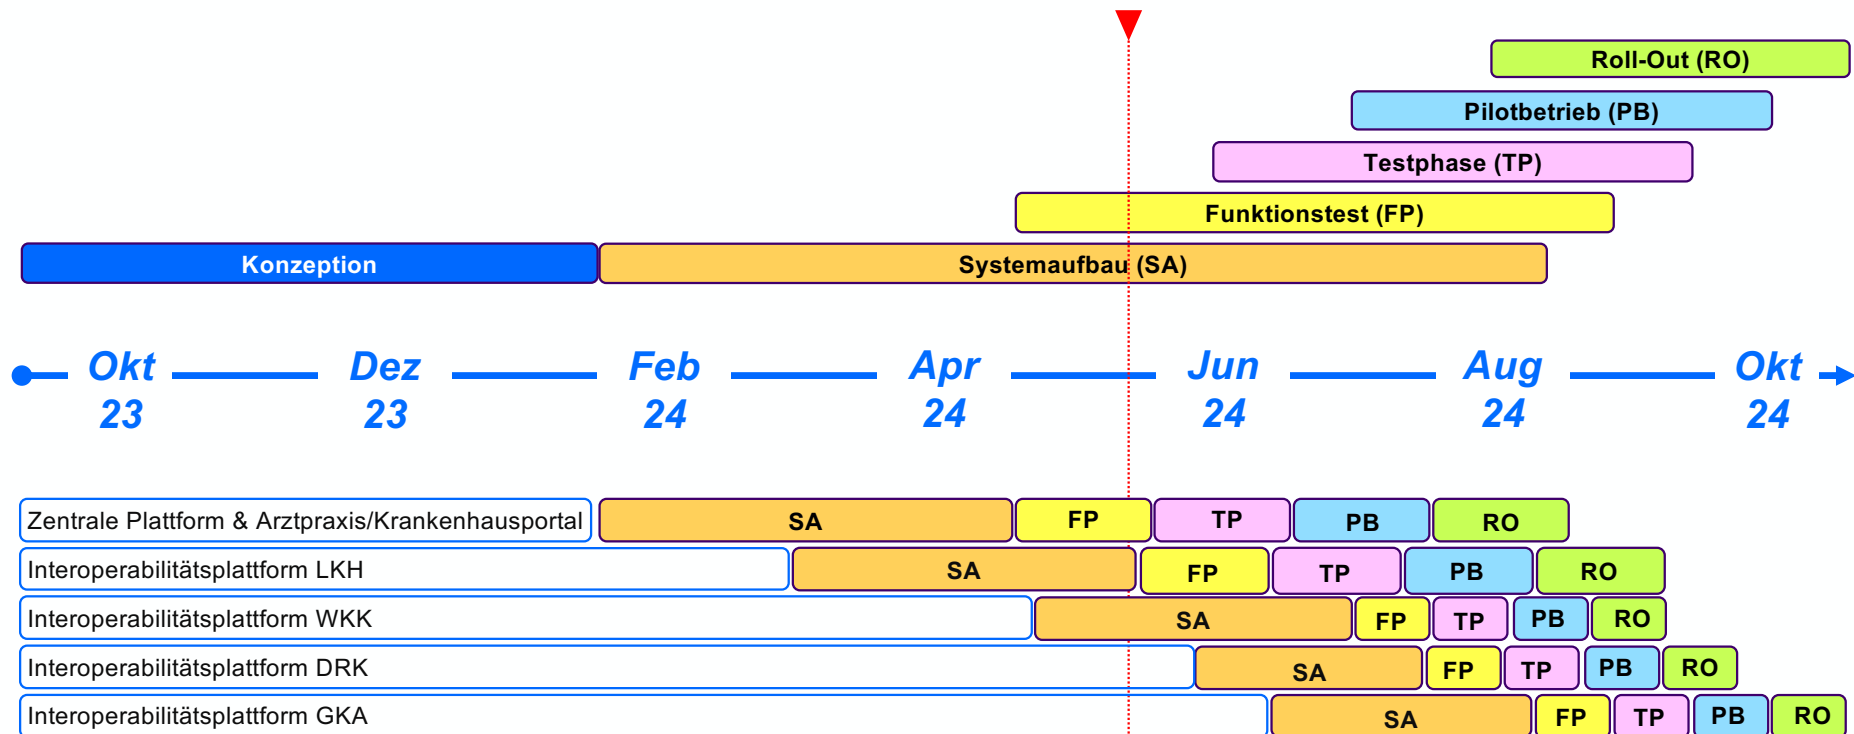 Roll-Out (RO)
Pilotbetrieb (PB)
Testphase (TP)
Funktionstest (FP)
Konzeption Systemaufbau (SA)
Okt Dez Feb Apr Jun Aug Okt
23 23 24 24 24 24 24
Zentrale Plattform & Arztpraxis/Krankenhausportal SA FP TP PB RO
Interoperabilitätsplattform LKH SA FP TP PB RO
Interoperabilitätsplattform WKK SA FP TP PB RO
Interoperabilitätsplattform DRK SA FP TP PB RO
Interoperabilitätsplattform GKA SA FP TP PB RO